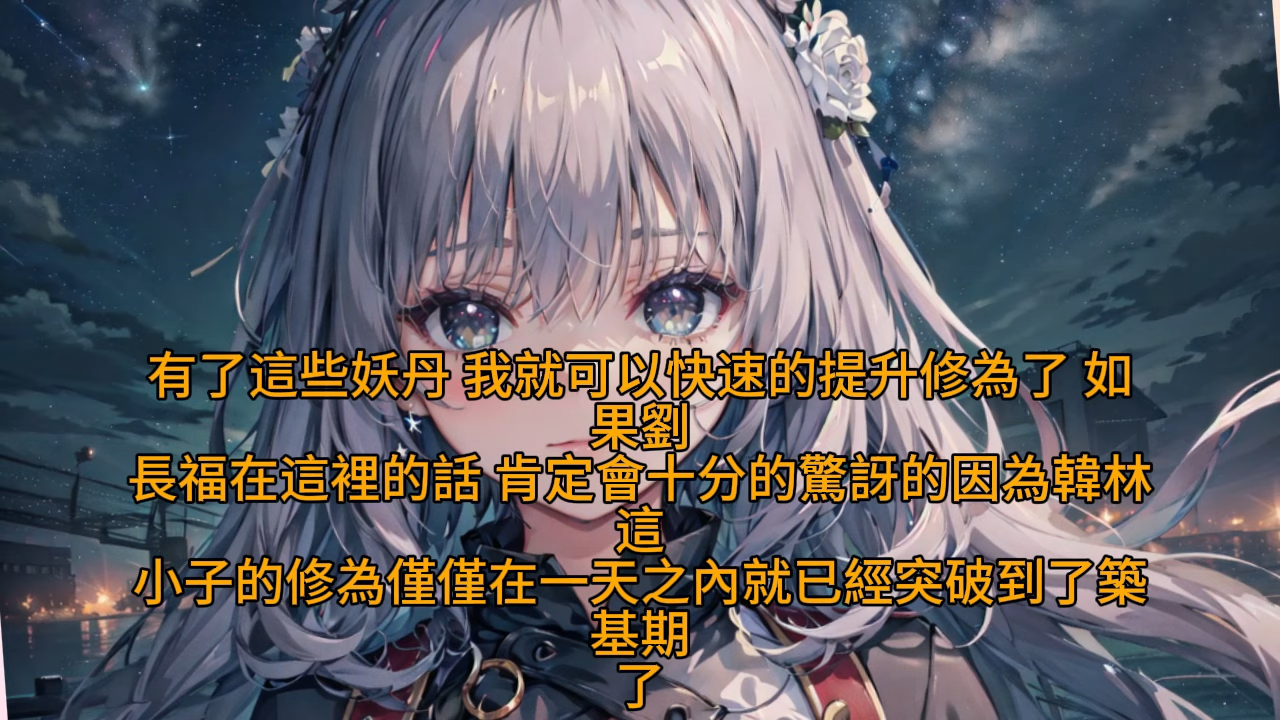 有了這些妖丹 我就可以快速的提升修為了 如
果劉
長福在這裡的話 肯定會十分的驚訝的因為韓林
這
小子的修為僅僅在一天之內就已經突破到了築
基期
了